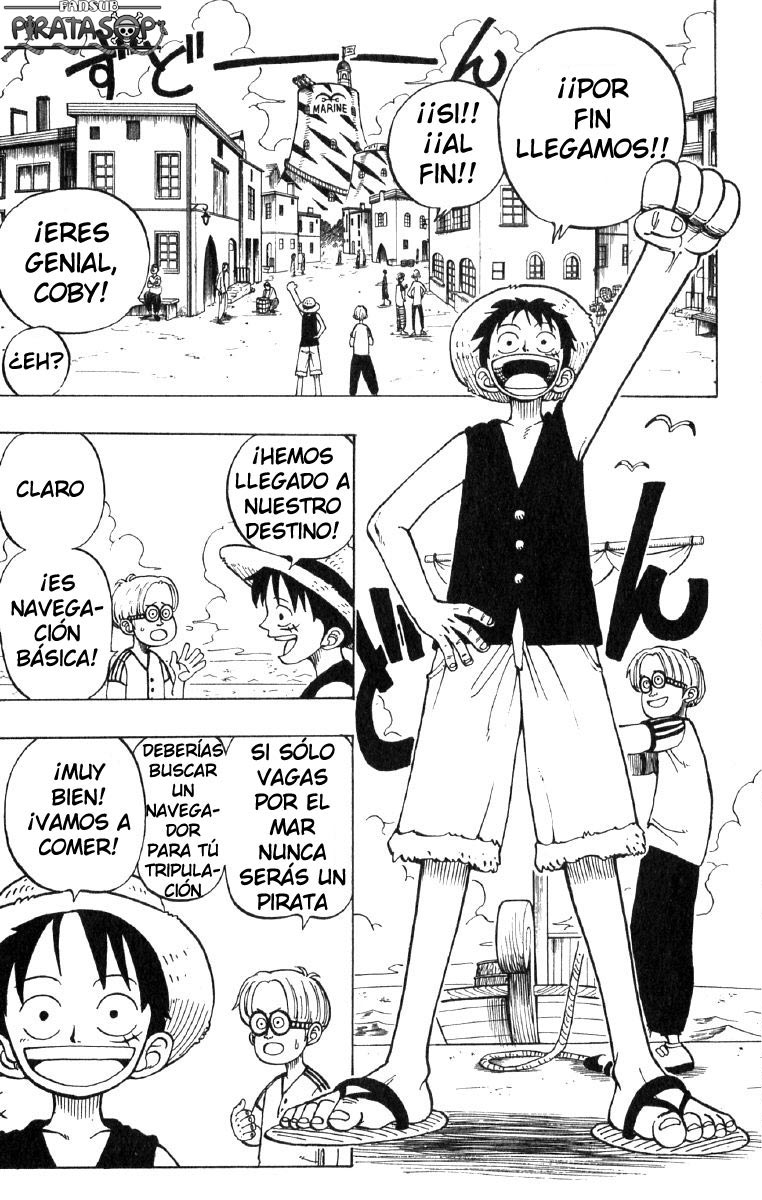 FANSUB
PIRATASOP
ずどーーん
MARINE
¡¡POR
FIN
LLEGAMOS!!
¡¡SI!!
¡¡AL
FIN!!
¡ERES
GENIAL,
COBY!
¿EH?
¡HEMOS
LLEGADO A
NUESTRO
DESTINO!
CLARO
¡ES
NAVEGA-
CIÓN
BÁSICA!
SI SÓLO
VAGAS
POR EL
MAR
NUNCA
SERÁS UN
PIRATA
DEBERÍAS
BUSCAR
UN
NAVEGA-
DOR
PARA TÚ
TRIPULA-
CIÓN
¡MUY
BIEN!
¡VAMOS A
COMER!